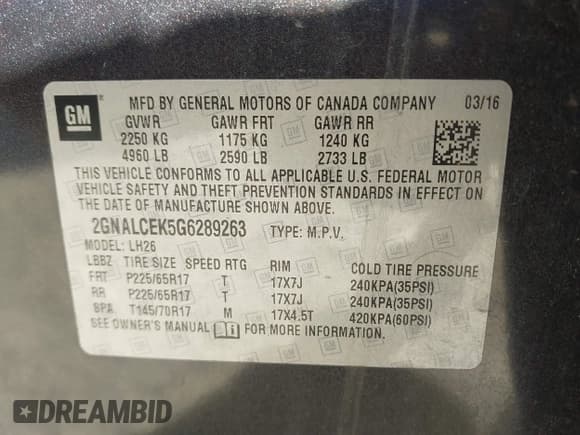 GM
MFD BY GENERAL MOTORS OF CANADA COMPANY 03/16
GVWR GAWR FRT GAWR RR
2250 KG 1175 KG 1240 KG
4960 LB 2590 LB 2733 LB
THIS VEHICLE CONFORMS TO ALL APPLICABLE U.S. FEDERAL MOTOR
VEHICLE SAFETY AND THEFT PREVENTION STANDARDS IN EFFECT ON
THE DATE OF MANUFACTURE SHOWN ABOVE.
2GNALCEK5G6289263 TYPE: M.P.V.
MODEL: LH26
LBBZ TIRE SIZE SPEED RTG RIM COLD TIRE PRESSURE
FRT P225/65R17 T 17X7J 240KPA(35PSI)
RR P225/65R17 T 17X7J 240KPA(35PSI)
SPA T145/70R17 M 17X4.5T 420KPA(60PSI)
SEE OWNER'S MANUAL FOR MORE INFORMATION.
DREAMBID